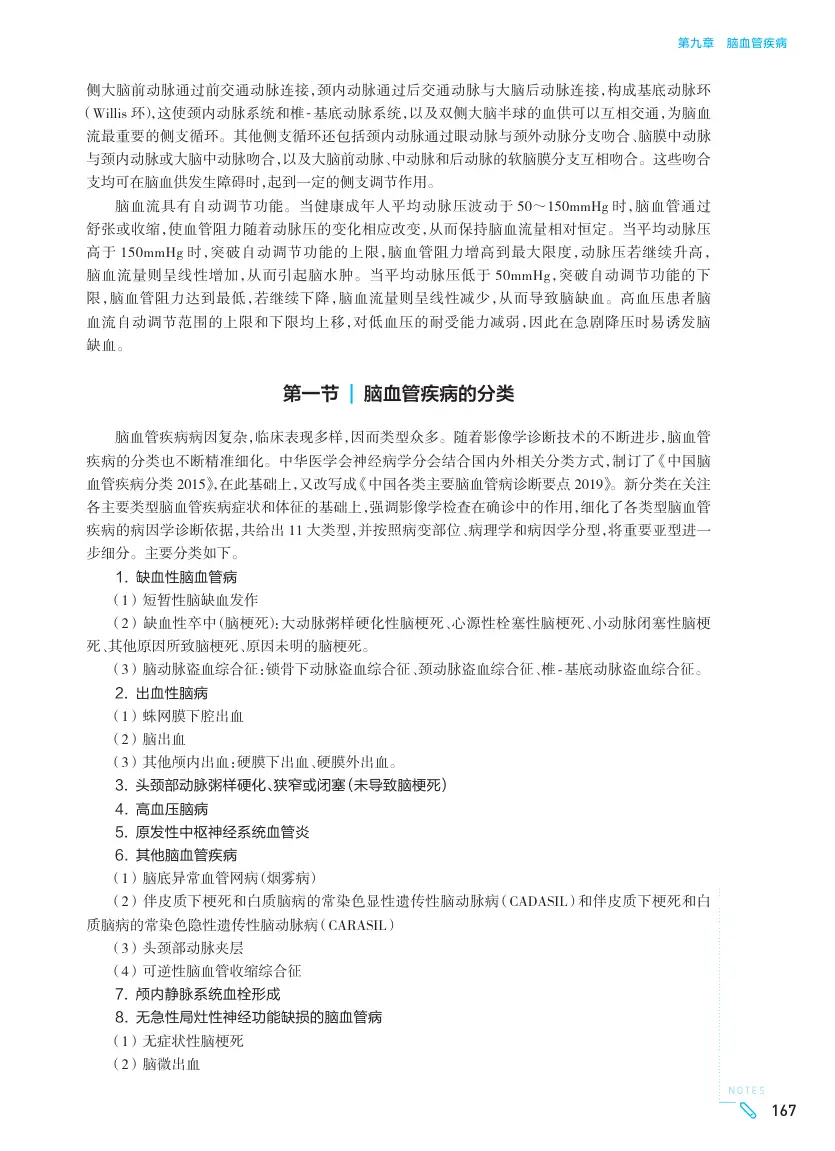 第九章 脑血管疾病
侧大脑前动脉通过前交通动脉连接,颈内动脉通过后交通动脉与大脑后动脉连接,构成基底动脉环
(Willis 环),这使颈内动脉系统和椎-基底动脉系统,以及双侧大脑半球的血供可以互相交通,为脑血
流最重要的侧支循环。其他侧支循环还包括颈内动脉通过眼动脉与颈外动脉分支吻合、脑膜中动脉
与颈内动脉或大脑中动脉吻合,以及大脑前动脉、中动脉和后动脉的软脑膜分支互相吻合。这些吻合
支均可在脑血供发生障碍时,起到一定的侧支调节作用。
脑血流具有自动调节功能。当健康成年人平均动脉压波动于 50~150mmHg 时,脑血管通过
舒张或收缩,使血管阻力随着动脉压的变化相应改变,从而保持脑血流量相对恒定。当平均动脉压
高于 150mmHg 时,突破自动调节功能的上限,脑血管阻力增高到最大限度,动脉压若继续升高,
脑血流量则呈线性增加,从而引起脑水肿。当平均动脉压低于 50mmHg,突破自动调节功能的下
限,脑血管阻力达到最低,若继续下降,脑血流量则呈线性减少,从而导致脑缺血。高血压患者脑
血流自动调节范围的上限和下限均上移,对低血压的耐受能力减弱,因此在急剧降压时易诱发脑
缺血。
第一节 | 脑血管疾病的分类
脑血管疾病病因复杂,临床表现多样,因而类型众多。随着影像学诊断技术的不断进步,脑血管
疾病的分类也不断精准细化。中华医学会神经病学分会结合国内外相关分类方式,制订了《中国脑
血管疾病分类 2015》,在此基础上,又改写成《中国各类主要脑血管病诊断要点 2019》。新分类在关注
各主要类型脑血管疾病症状和体征的基础上,强调影像学检查在确诊中的作用,细化了各类型脑血管
疾病的病因学诊断依据,共给出 11 大类型,并按照病变部位、病理学和病因学分型,将重要亚型进一
步细分。主要分类如下。
1. 缺血性脑血管病
(1)短暂性脑缺血发作
(2)缺血性卒中(脑梗死):大动脉粥样硬化性脑梗死、心源性栓塞性脑梗死、小动脉闭塞性脑梗
死、其他原因所致脑梗死、原因未明的脑梗死。
(3)脑动脉盗血综合征:锁骨下动脉盗血综合征、颈动脉盗血综合征、椎-基底动脉盗血综合征。
2. 出血性脑病
(1)蛛网膜下腔出血
(2)脑出血
(3)其他颅内出血:硬膜下出血、硬膜外出血。
3. 头颈部动脉粥样硬化、狭窄或闭塞(未导致脑梗死)
4. 高血压脑病
5. 原发性中枢神经系统血管炎
6. 其他脑血管疾病
(1)脑底异常血管网病(烟雾病)
(2)伴皮质下梗死和白质脑病的常染色显性遗传性脑动脉病(CADASIL)和伴皮质下梗死和白
质脑病的常染色隐性遗传性脑动脉病(CARASIL)
(3)头颈部动脉夹层
(4)可逆性脑血管收缩综合征
7. 颅内静脉系统血栓形成
8. 无急性局灶性神经功能缺损的脑血管病
(1)无症状性脑梗死
(2)脑微出血
NOTES
167